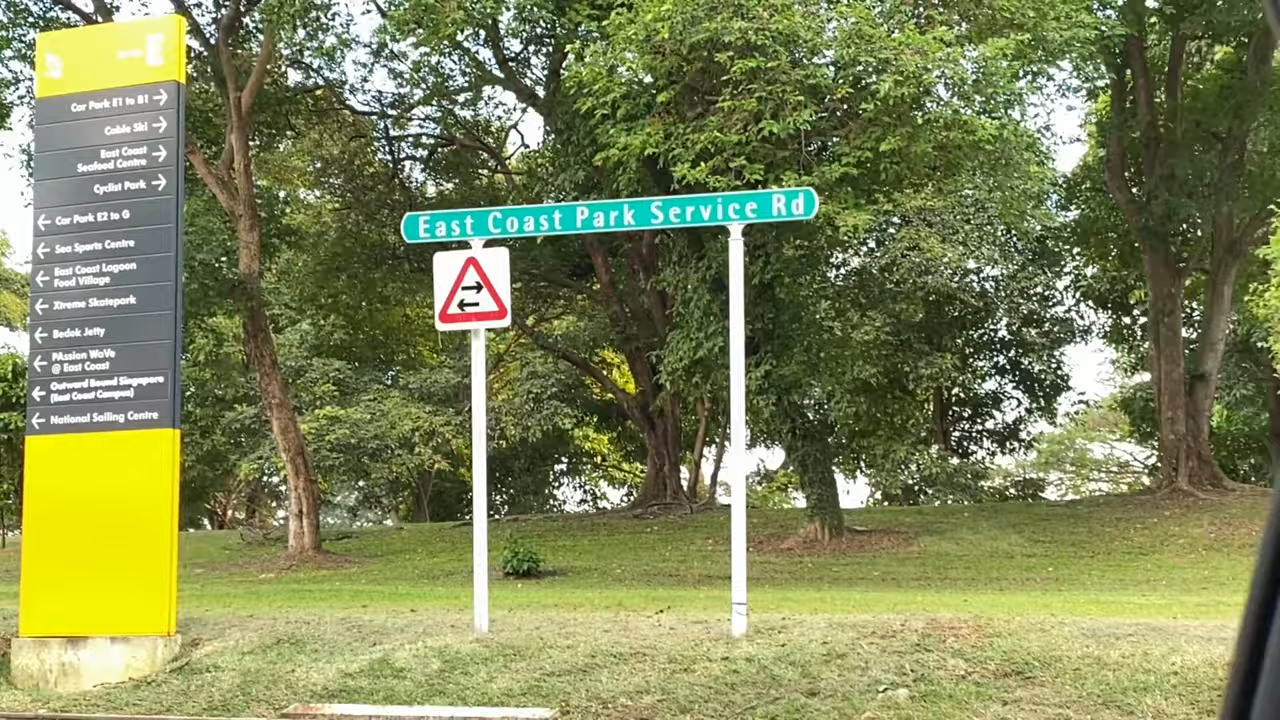 Car Park E1 to B1
Cable Ski
East Coast
Seafood Centre
Cyclist Park
Car Park E2 to G
Sea Sports Centre
East Coast Lagoon
Food Village
Xtreme Skatepark
Bedok Jetty
PAssion WaVe
@ East Coast
Outward Bound Singapore
(East Coast Campus)
National Sailing Centre
East Coast Park Service Rd